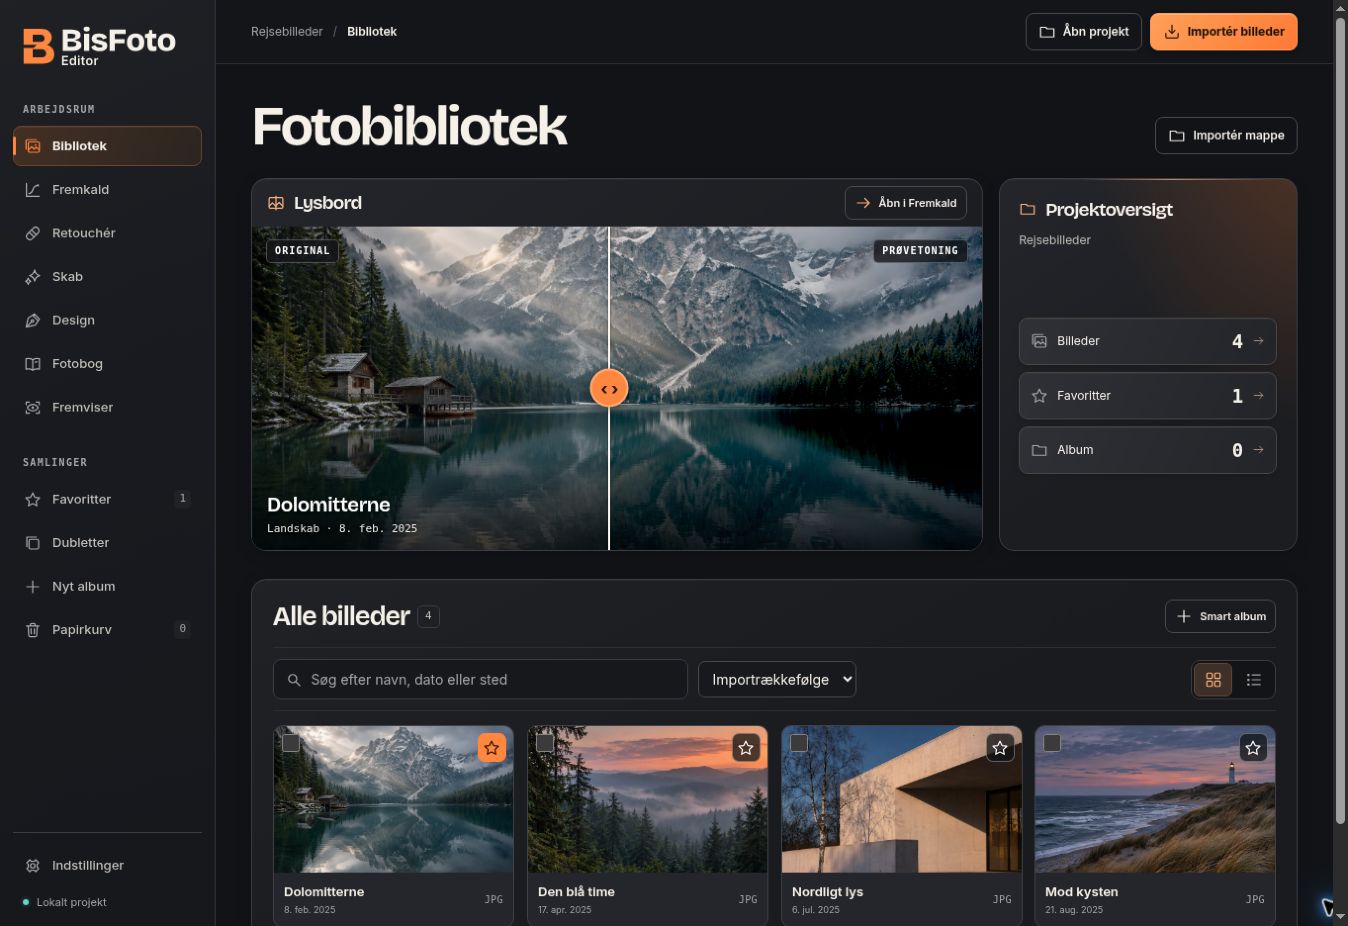 BisFoto
Editor
ARBEJDSRUM
Bibliotek
Fremkald
Retouchér
Skab
Design
Fotobog
Fremviser
SAMLINGER
Favoritter 1
Dubletter
Nyt album
Papirkurv 0
Indstillinger
Lokalt projekt
Rejsebilleder / Bibliotek
Åbn projekt
Importér billeder
Fotobibliotek
Importér mappe
Lysbord
Åbn i Fremkald
ORIGINAL
PRØVETONING
Dolomitterne
Landskab · 8. feb. 2025
Projektoversigt
Rejsebilleder
Billeder 4
Favoritter 1
Album 0
Alle billeder 4
Smart album
Søg efter navn, dato eller sted
Importrækkefølge
Dolomitterne
8. feb. 2025
JPG
Den blå time
17. apr. 2025
JPG
Nordligt lys
6. jul. 2025
JPG
Mod kysten
21. aug. 2025
JPG